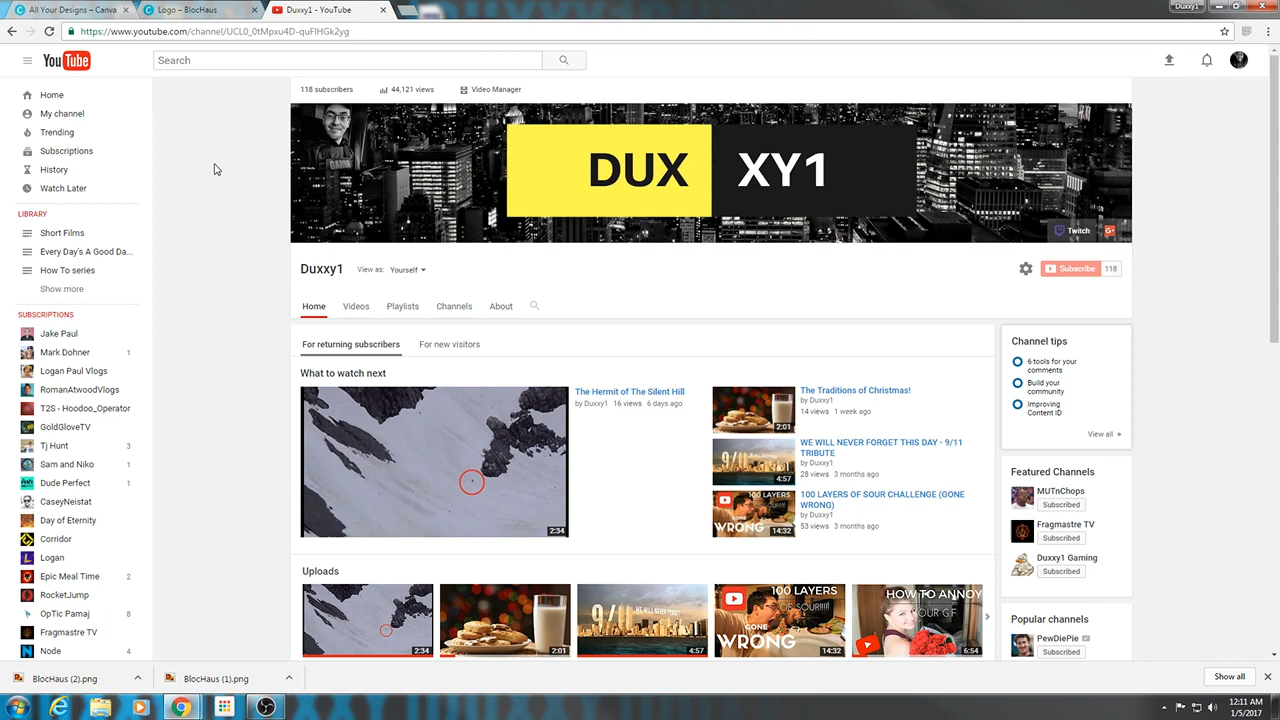 All Your Designs – Canva
Logo – BlocHaus
Duxxy1 - YouTube
Duxxy1
https://www.youtube.com/channel/UCL0_0tMpxu4D-quFlHGk2yg
YouTube
Search
Home
My channel
Trending
Subscriptions
History
Watch Later
LIBRARY
Short Films
Every Day's A Good Da...
How To series
Show more
SUBSCRIPTIONS
Jake Paul
Mark Dohner 1
Logan Paul Vlogs
RomanAtwoodVlogs
T2S - Hoodoo_Operator
GoldGloveTV
Tj Hunt 3
Sam and Niko 1
Dude Perfect 1
CaseyNeistat
Day of Eternity
Corridor
Logan
Epic Meal Time 2
RocketJump
OpTic Pamaj 8
Fragmastre TV
Node 4
118 subscribers
44,121 views
Video Manager
DUX XY1
Twitch
Duxxy1
View as: Yourself
Subscribe 118
Home
Videos
Playlists
Channels
About
For returning subscribers
For new visitors
What to watch next
2:34
The Hermit of The Silent Hill
by Duxxy1 16 views 6 days ago
2:01
The Traditions of Christmas!
by Duxxy1
14 views 1 week ago
9/11
4:57
WE WILL NEVER FORGET THIS DAY - 9/11
TRIBUTE
by Duxxy1
28 views 3 months ago
100 LAYERS
WRONG
14:32
100 LAYERS OF SOUR CHALLENGE (GONE
WRONG)
by Duxxy1
53 views 3 months ago
Uploads
2:34
2:01
9/11
4:57
100 LAYERS
OF SOUR!!!!!
GONE
WRONG
14:32
HOW TO ANNOY
YOUR G.F
6:54
Channel tips
6 tools for your
comments
Build your
community
Improving
Content ID
View all »
Featured Channels
MUTnChops
Subscribed
Fragmastre TV
Subscribed
Duxxy1 Gaming
Subscribed
Popular channels
PewDiePie
Subscribed
BlocHaus (2).png
BlocHaus (1).png
Show all
12:11 AM
1/5/2017